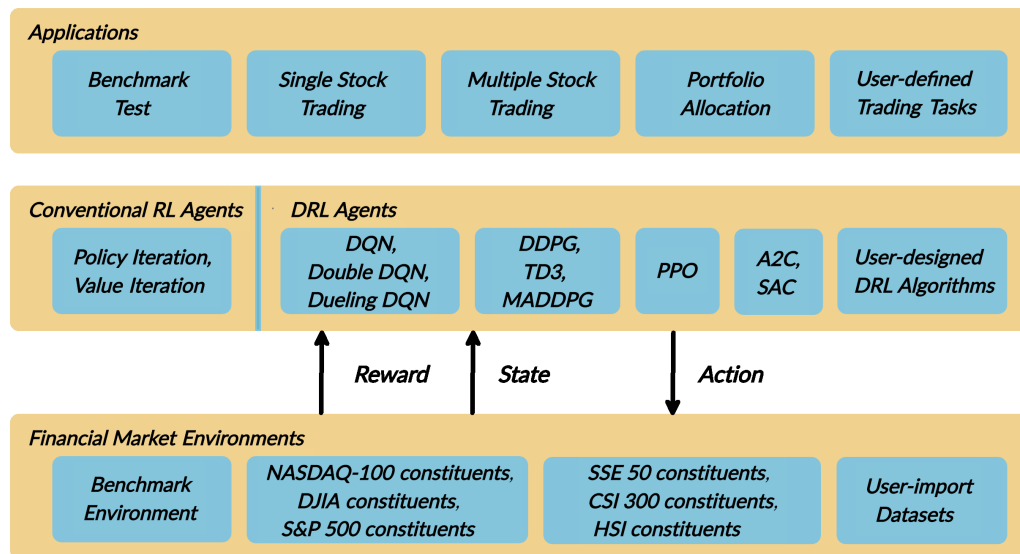 Applications
Benchmark
Test
Single Stock
Trading
Multiple Stock
Trading
Portfolio
Allocation
User-defined
Trading Tasks
Conventional RL Agents
DRL Agents
Policy Iteration,
Value Iteration
DQN,
Double DQN,
Dueling DQN
DDPG,
TD3,
MADDPG
PPO
A2C,
SAC
User-designed
DRL Algorithms
Reward
State
Action
Financial Market Environments
Benchmark
Environment
NASDAQ-100 constituents,
DJIA constituents,
S&P 500 constituents
SSE 50 constituents,
CSI 300 constituents,
HSI constituents
User-import
Datasets